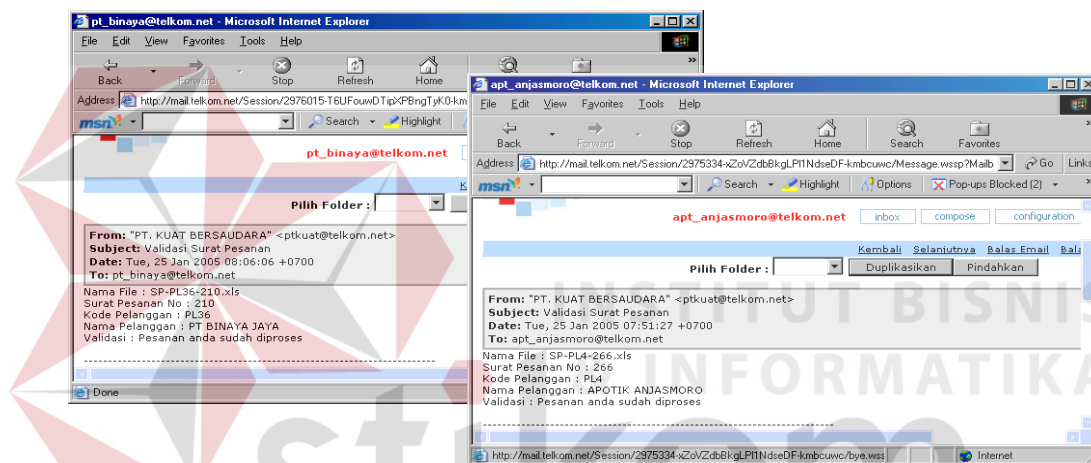 pt_binaya@telkom.net - Microsoft Internet Explorer
File Edit View Favorites Tools Help
Back Forward Stop Refresh Home
Address http://mail.telkom.net/Session/2976015-T6UFouwDTipXPBngTyK0-km
msn Search Highlight
pt_binaya@telkom.net
Pilih Folder :
From: "PT. KUAT BERSAUDARA" <ptkuat@telkom.net>
Subject: Validasi Surat Pesanan
Date: Tue, 25 Jan 2005 08:06:06 +0700
To: pt_binaya@telkom.net
Nama File : SP-PL36-210.xls
Surat Pesanan No : 210
Kode Pelanggan : PL36
Nama Pelanggan : PT BINAYA JAYA
Validasi : Pesanan anda sudah diproses
--------------------------------------------------------------------
Done
apt_anjasmoro@telkom.net - Microsoft Internet Explorer
File Edit View Favorites Tools Help
Back Forward Stop Refresh Home Search Favorites
Address http://mail.telkom.net/Session/2975334-xZoVZdbBkgLPI1NdseDF-kmbcuwc/Message.wssp?Mailb Go Links
msn Search Highlight Options Pop-ups Blocked (2)
apt_anjasmoro@telkom.net inbox compose configuration
Kembali Selanjutnya Balas Email Bala
Pilih Folder : Duplikasikan Pindahkan
From: "PT. KUAT BERSAUDARA" <ptkuat@telkom.net>
Subject: Validasi Surat Pesanan
Date: Tue, 25 Jan 2005 07:51:27 +0700
To: apt_anjasmoro@telkom.net
Nama File : SP-PL4-266.xls
Surat Pesanan No : 266
Kode Pelanggan : PL4
Nama Pelanggan : APOTIK ANJASMORO
Validasi : Pesanan anda sudah diproses
--------------------------------------------------------------------
http://mail.telkom.net/Session/2975334-xZoVZdbBkgLPI1NdseDF-kmbcuwc/bye.wss Internet
INSTITUT BISNIS
INFORMATIKA
stikom